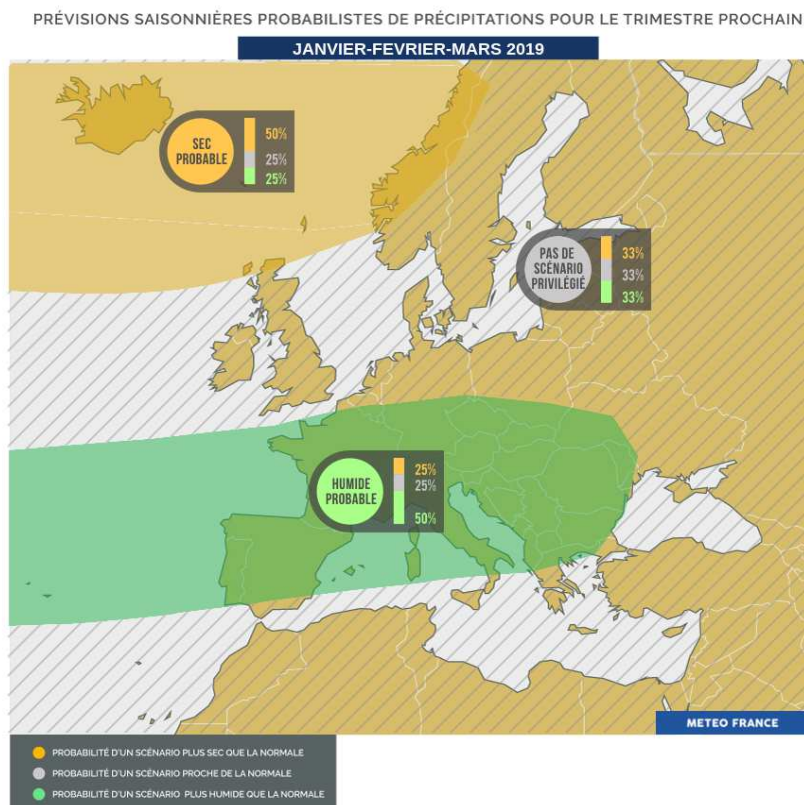 PRÉVISIONS SAISONNIÈRES PROBABILISTES DE PRÉCIPITATIONS POUR LE TRIMESTRE PROCHAIN
JANVIER-FEVRIER-MARS 2019
SEC
PROBABLE
50%
25%
25%
PAS DE
SCÉNARIO
PRIVILÉGIÉ
33%
33%
33%
HUMIDE
PROBABLE
25%
25%
50%
METEO FRANCE
PROBABILITÉ D'UN SCÉNARIO PLUS SEC QUE LA NORMALE
PROBABILITÉ D'UN SCÉNARIO PROCHE DE LA NORMALE
PROBABILITÉ D'UN SCÉNARIO PLUS HUMIDE QUE LA NORMALE